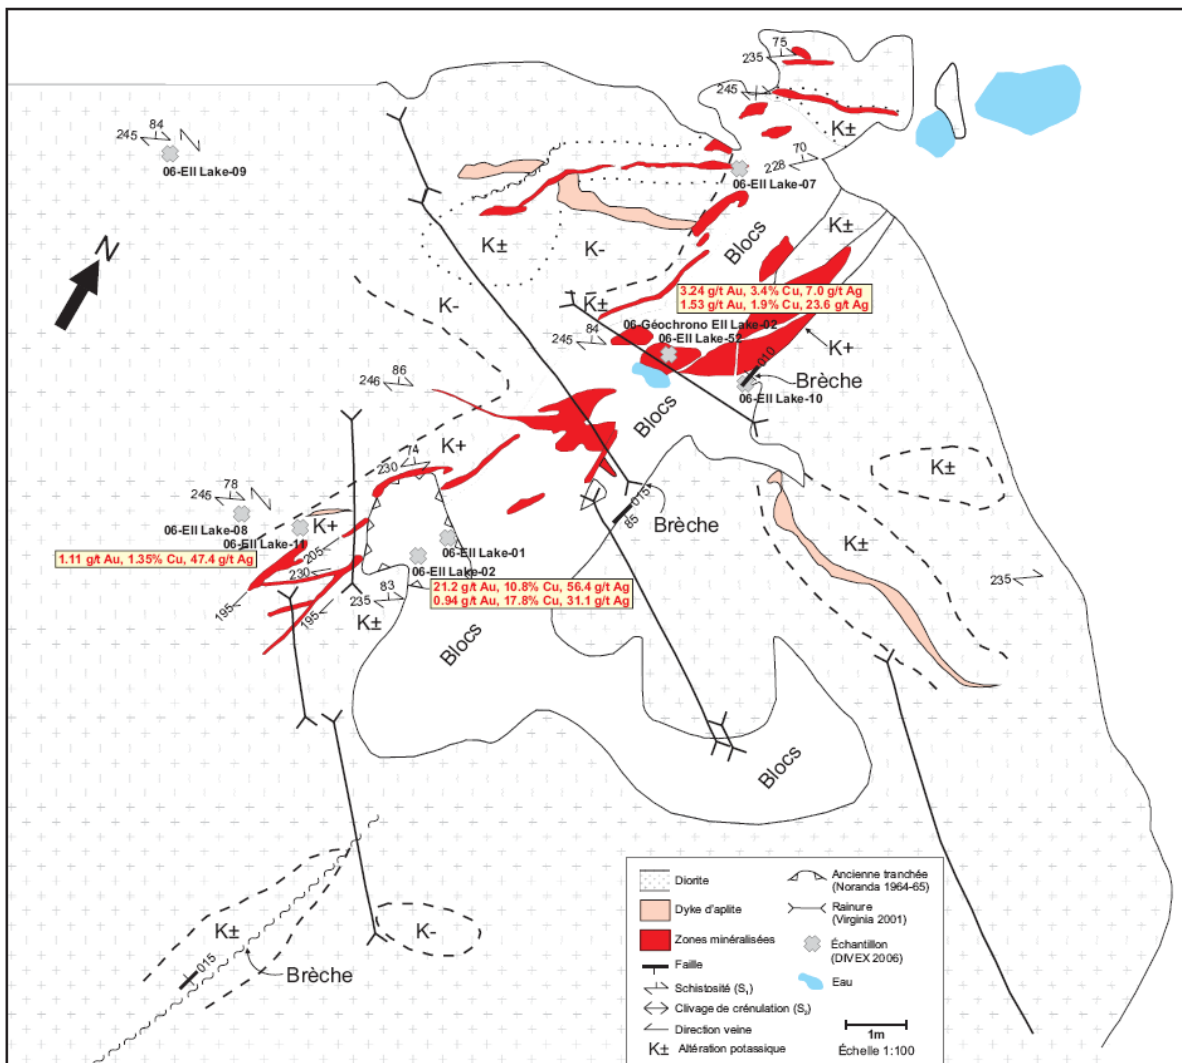 75
235
245
K±
84
245
06-Ell Lake-09
70
228
06-Ell Lake-07
N
K±
K-
Blocs
K±
K-
3.24 g/t Au, 3.4% Cu, 7.0 g/t Ag
1.53 g/t Au, 1.9% Cu, 23.6 g/t Ag
K±
06-Géochrono Ell Lake-02
84
245
06-Ell Lake-52
K+
010
Brèche
06-Ell Lake-10
86
246
Blocs
K+
74
230
K±
78
245
06-Ell Lake-08
K+
06-Ell Lake-11
015
85
Brèche
06-Ell Lake-01
K±
1.11 g/t Au, 1.35% Cu, 47.4 g/t Ag
205
230
06-Ell Lake-02
235
195
195
83
235
K±
21.2 g/t Au, 10.8% Cu, 56.4 g/t Ag
0.94 g/t Au, 17.8% Cu, 31.1 g/t Ag
Blocs
Blocs
K±
K-
015
Brèche
Diorite
Dyke d'aplite
Zones minéralisées
Faille
Schistosité (S₁)
Clivage de crénulation (S₂)
Direction veine
K± Altération potassique
Ancienne tranchée
(Noranda 1964-65)
Rainure
(Virginia 2001)
Échantillon
(DIVEX 2006)
Eau
1m
Échelle 1:100